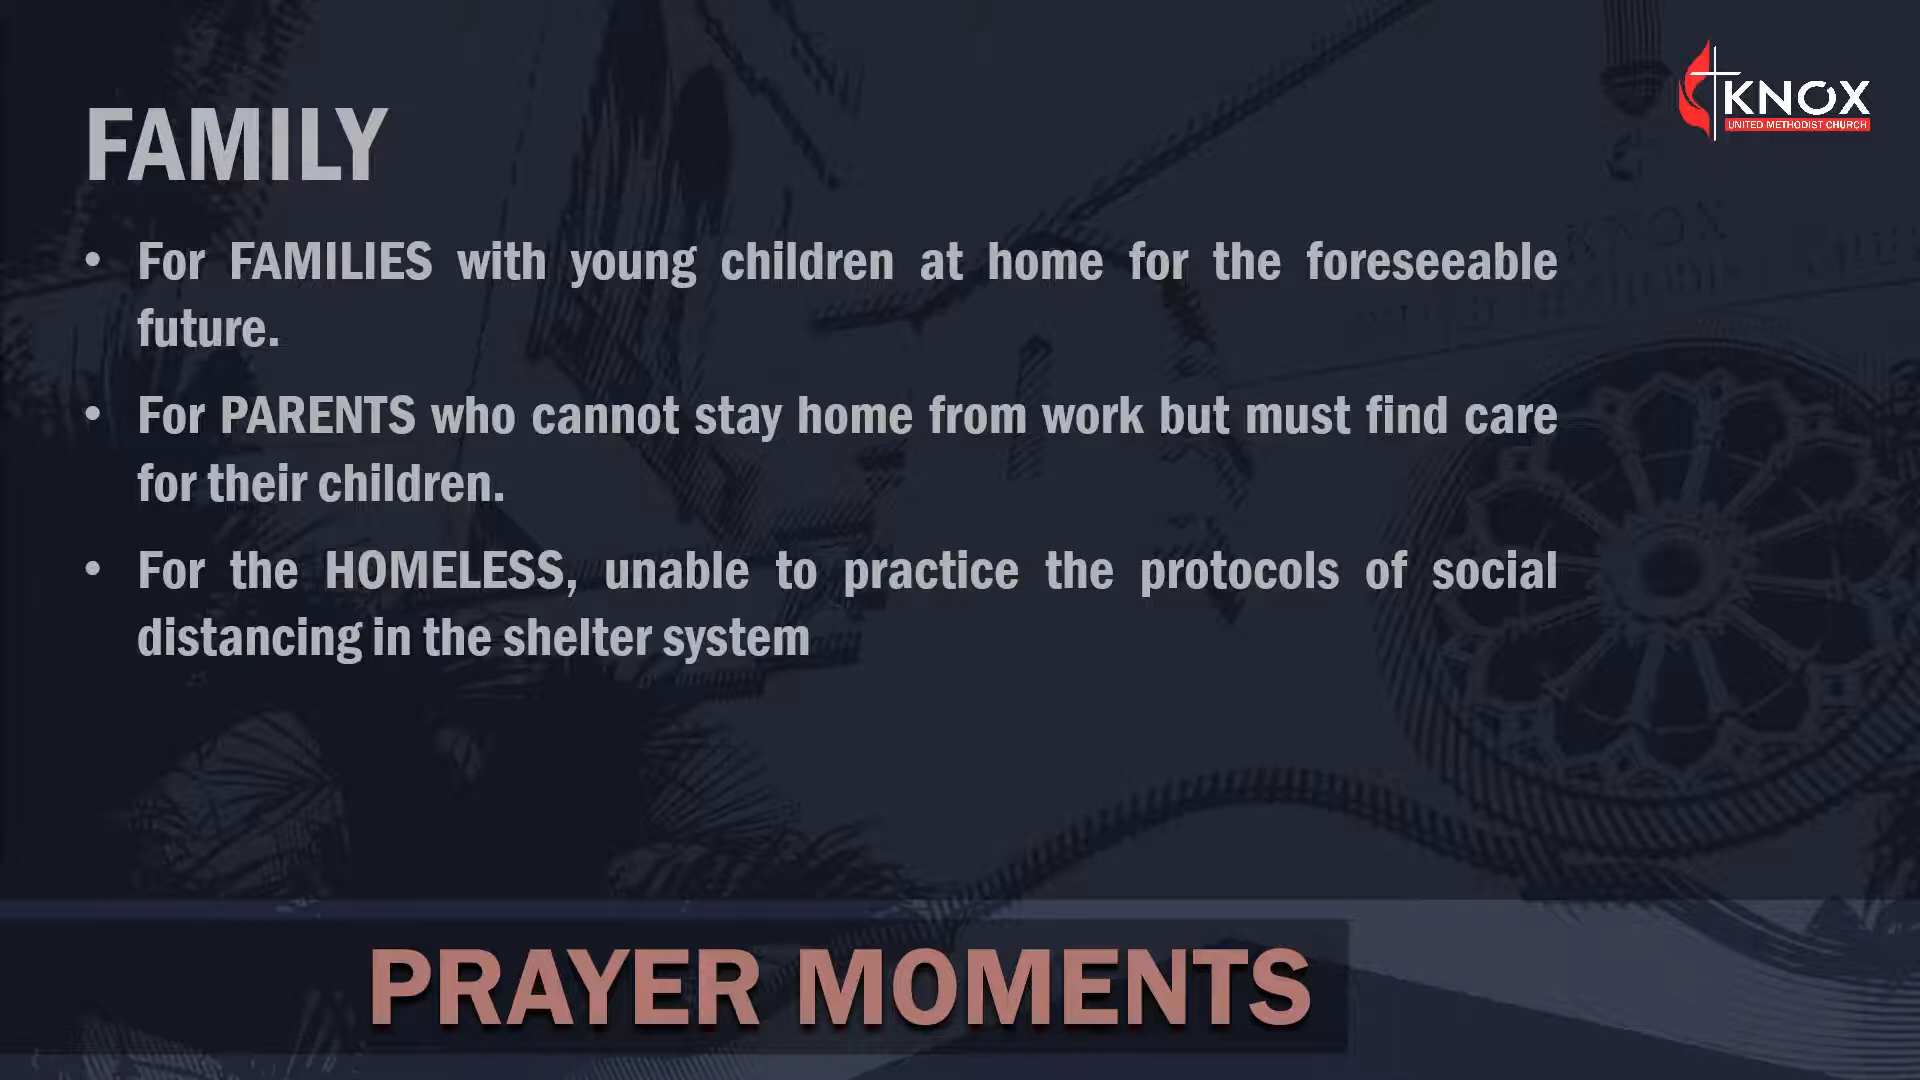 KNOX
UNITED METHODIST CHURCH
FAMILY
• For FAMILIES with young children at home for the foreseeable
future.
• For PARENTS who cannot stay home from work but must find care
for their children.
• For the HOMELESS, unable to practice the protocols of social
distancing in the shelter system
PRAYER MOMENTS